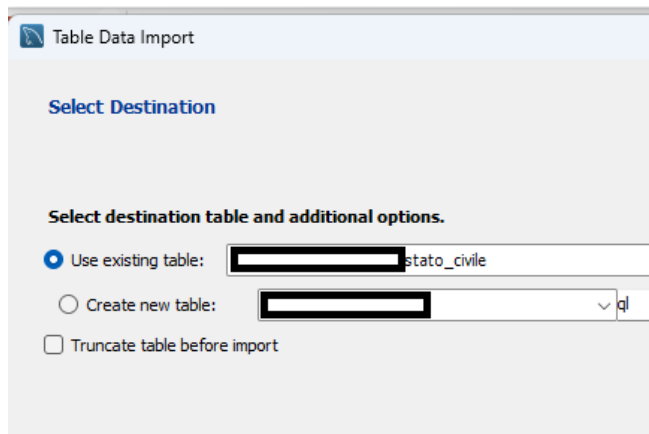 Table Data Import
Select Destination
Select destination table and additional options.
Use existing table: stato_civile
Create new table: ql
Truncate table before import